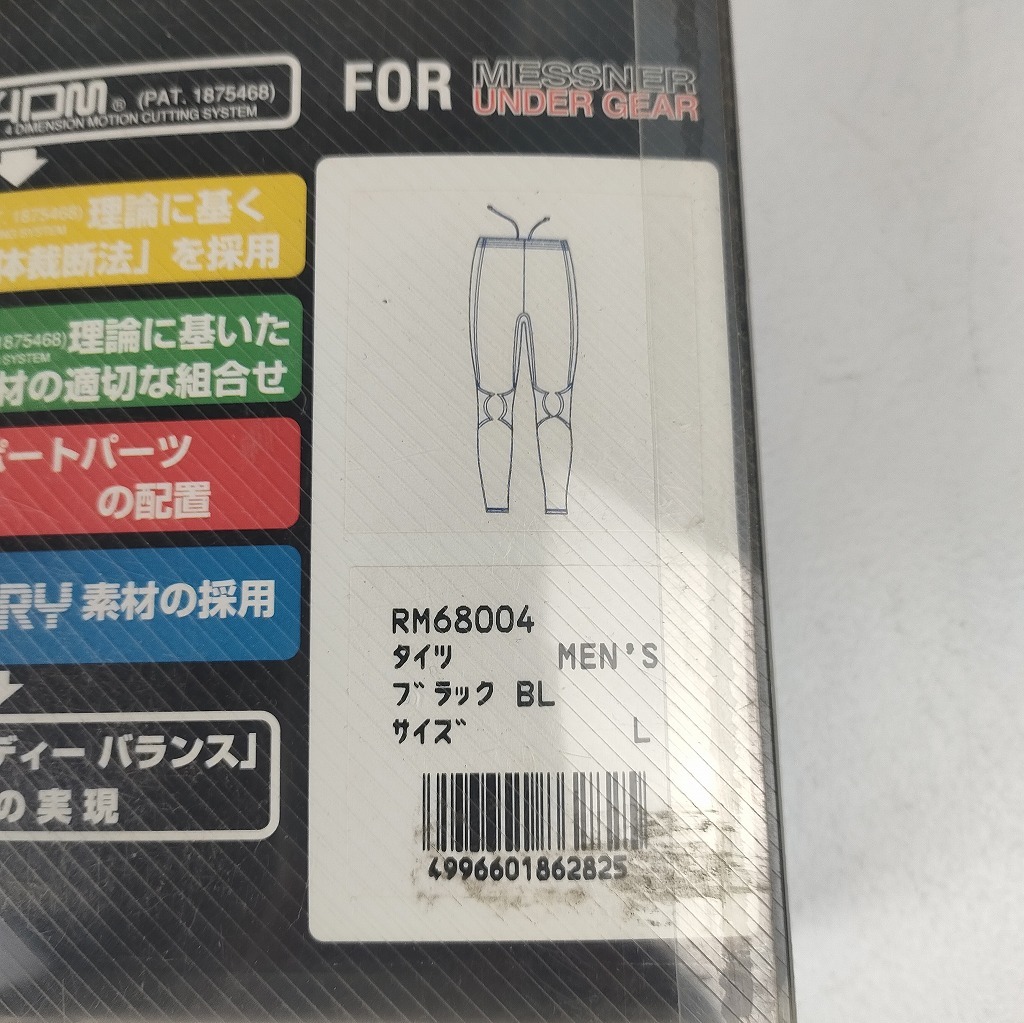 4DM® (PAT. 1875468)
4 DIMENSION MOTION CUTTING SYSTEM
FOR MESSNER
UNDER GEAR
1875468) 理論に基く
体裁断法」を採用
1875468) 理論に基いた
SYSTEM
材の適切な組合せ
ポートパーツ
の配置
RY 素材の採用
ディー バランス」
の実現
RM68004
タイツ MEN'S
ブラック BL
サイズ L
4996601862825